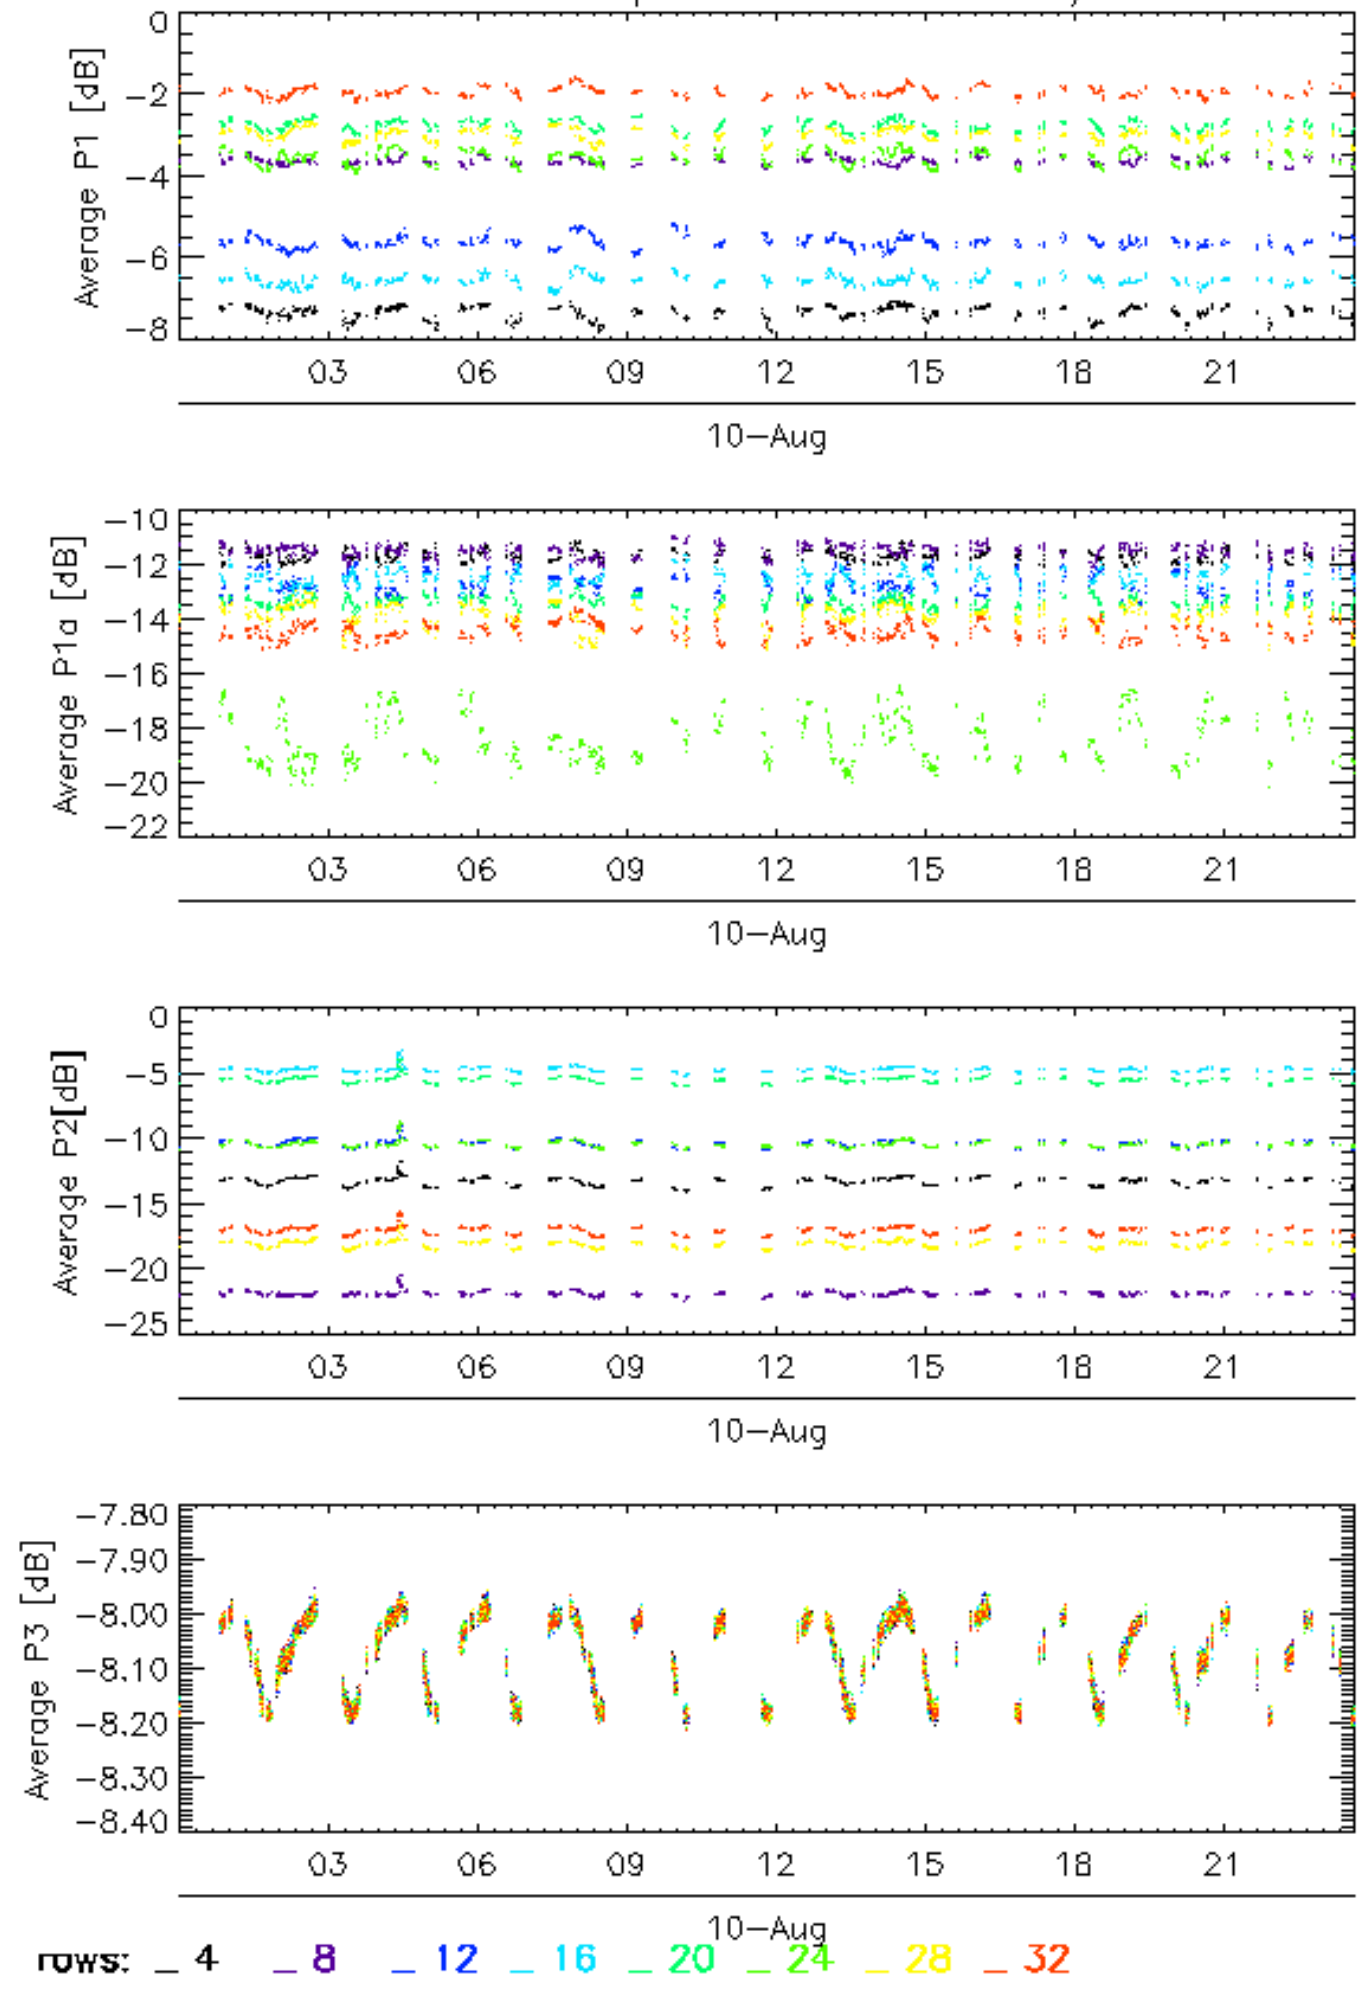 0
-2
-4
-6
-8
Average P1 [dB]
03 06 09 12 15 18 21
10-Aug
-10
-12
-14
-16
-18
-20
-22
Average P1a [dB]
03 06 09 12 15 18 21
10-Aug
0
-5
-10
-15
-20
-25
Average P2[dB]
03 06 09 12 15 18 21
10-Aug
-7.80
-7.90
-8.00
-8.10
-8.20
-8.30
-8.40
Average P3 [dB]
03 06 09 12 15 18 21
10-Aug
rows: _ 4 _ 8 _ 12 _ 16 _ 20 _ 24 _ 28 _ 32